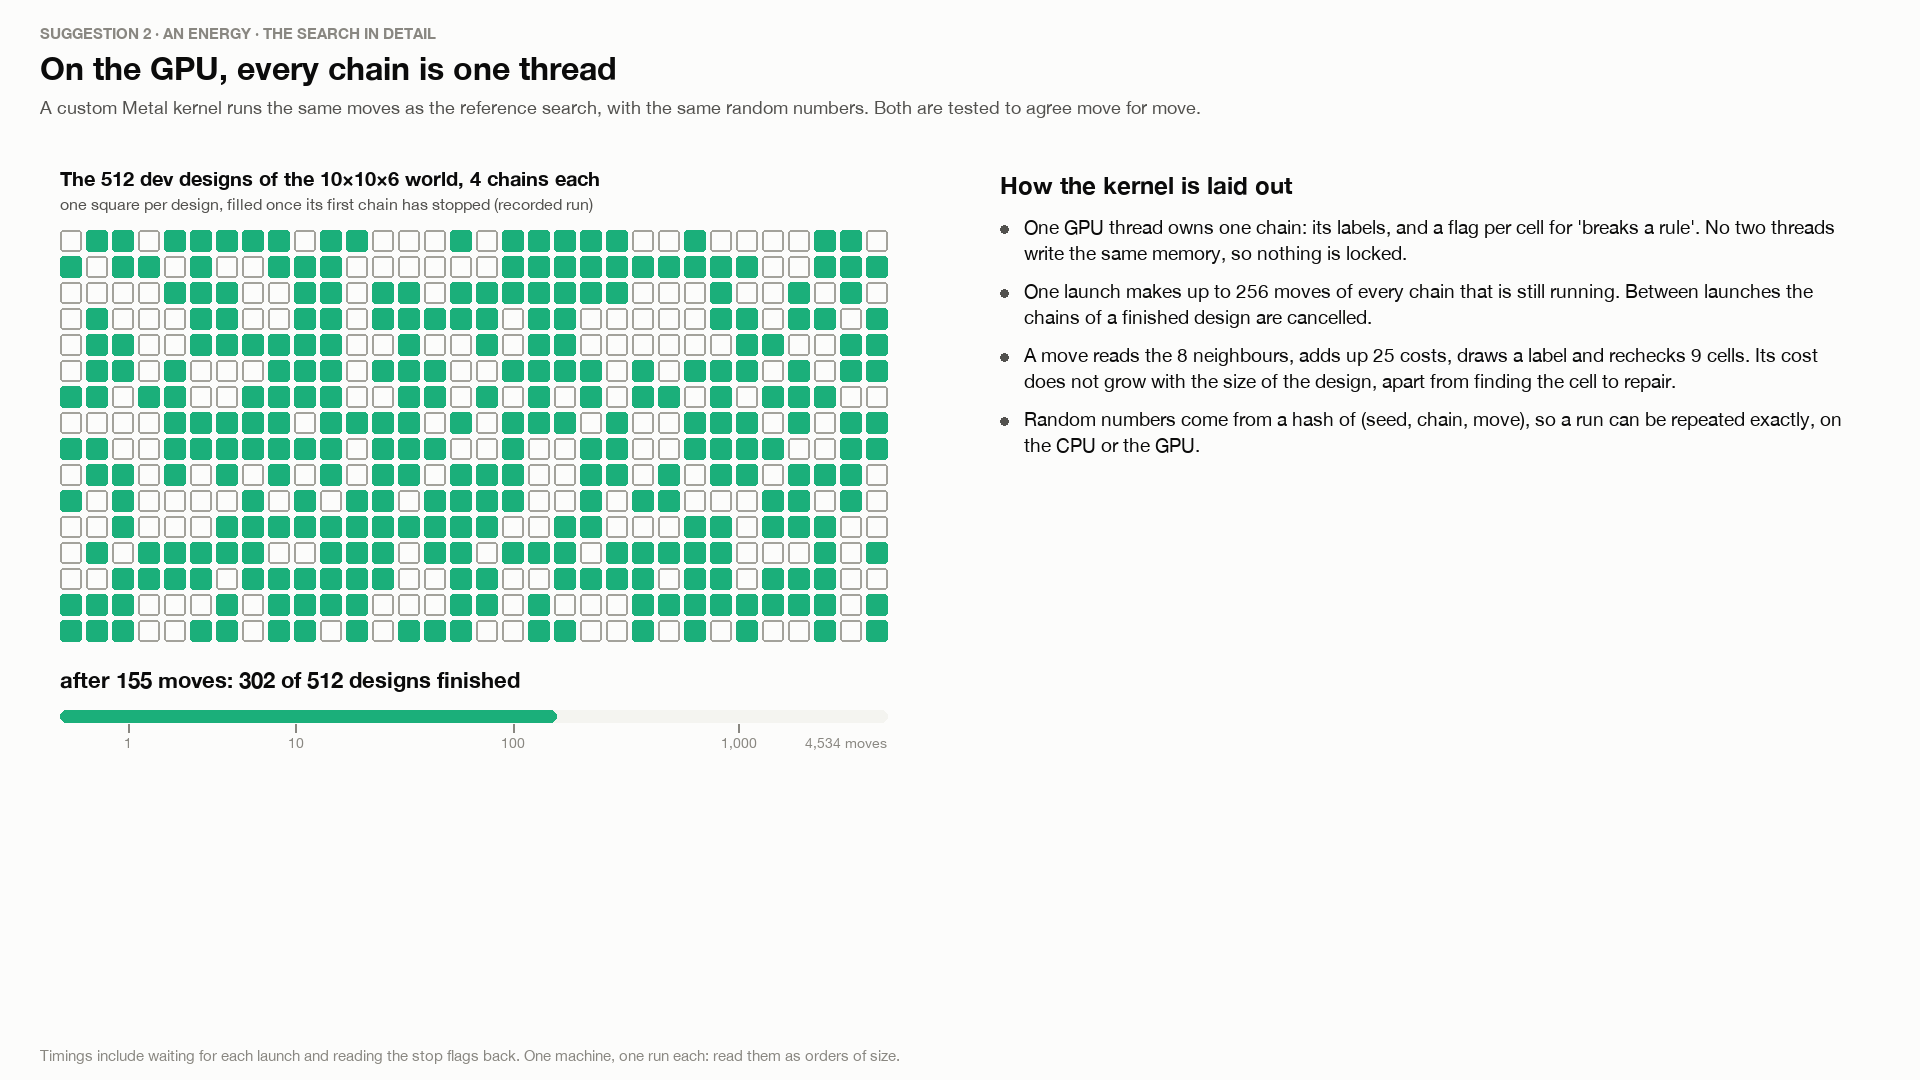 SUGGESTION 2 · AN ENERGY · THE SEARCH IN DETAIL
On the GPU, every chain is one thread
A custom Metal kernel runs the same moves as the reference search, with the same random numbers. Both are tested to agree move for move.
The 512 dev designs of the 10×10×6 world, 4 chains each
one square per design, filled once its first chain has stopped (recorded run)
after 155 moves: 302 of 512 designs finished
1 10 100 1,000 4,534 moves
How the kernel is laid out
One GPU thread owns one chain: its labels, and a flag per cell for 'breaks a rule'. No two threads
write the same memory, so nothing is locked.
One launch makes up to 256 moves of every chain that is still running. Between launches the
chains of a finished design are cancelled.
A move reads the 8 neighbours, adds up 25 costs, draws a label and rechecks 9 cells. Its cost
does not grow with the size of the design, apart from finding the cell to repair.
Random numbers come from a hash of (seed, chain, move), so a run can be repeated exactly, on
the CPU or the GPU.
Timings include waiting for each launch and reading the stop flags back. One machine, one run each: read them as orders of size.